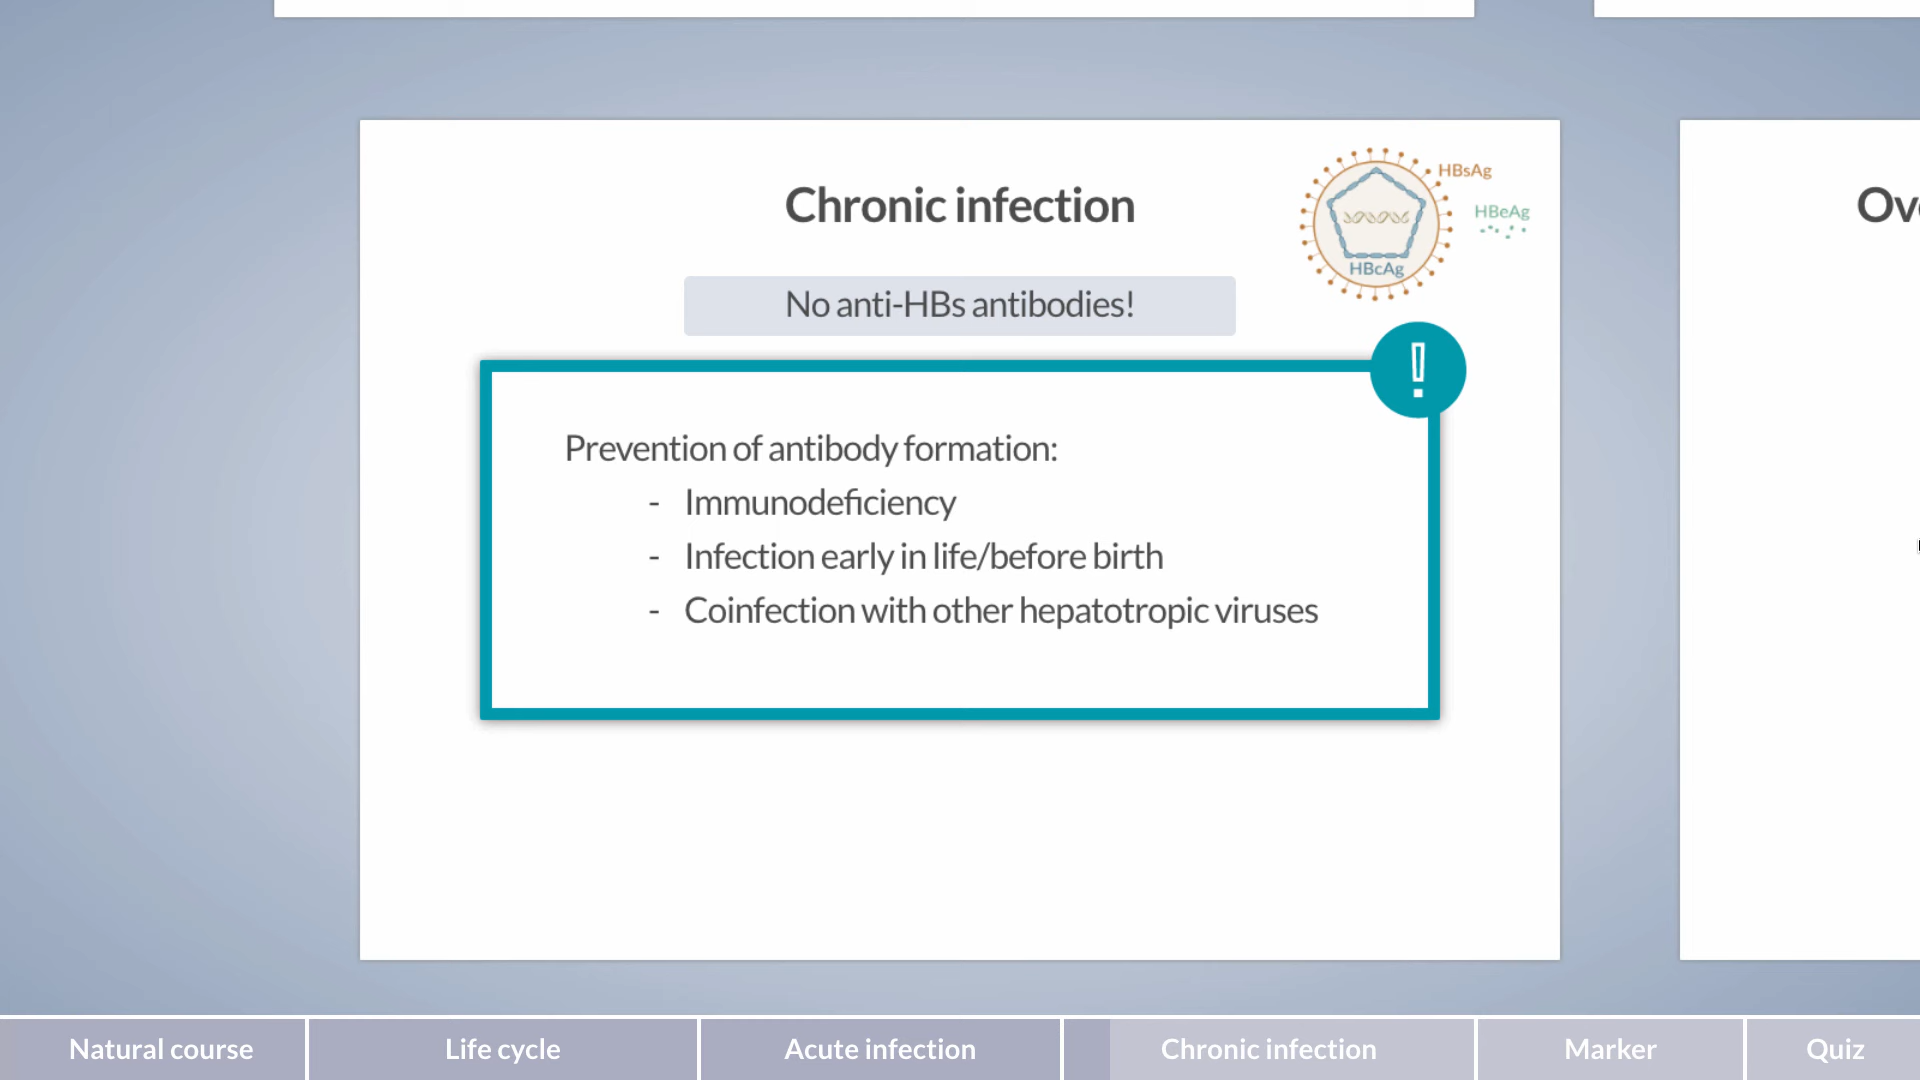 Chronic infection
HBsAg
HBeAg
HBcAg
No anti-HBs antibodies!
!
Prevention of antibody formation:
- Immunodeficiency
- Infection early in life/before birth
- Coinfection with other hepatotropic viruses
Natural course
Life cycle
Acute infection
Chronic infection
Marker
Quiz